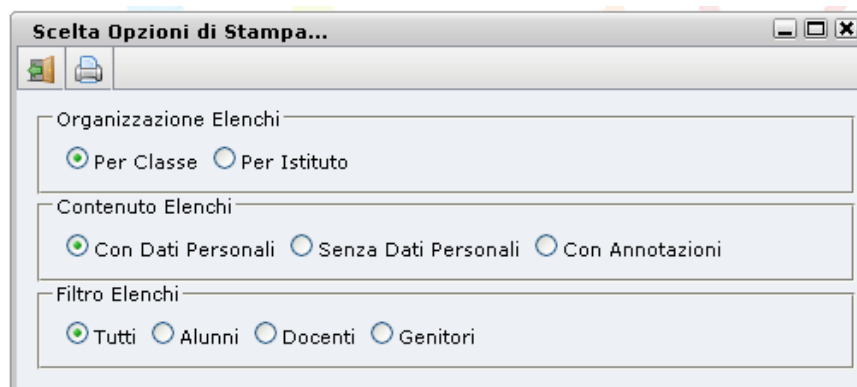 Scelta Opzioni di Stampa...
Organizzazione Elenchi
Per Classe Per Istituto
Contenuto Elenchi
Con Dati Personali Senza Dati Personali Con Annotazioni
Filtro Elenchi
Tutti Alunni Docenti Genitori